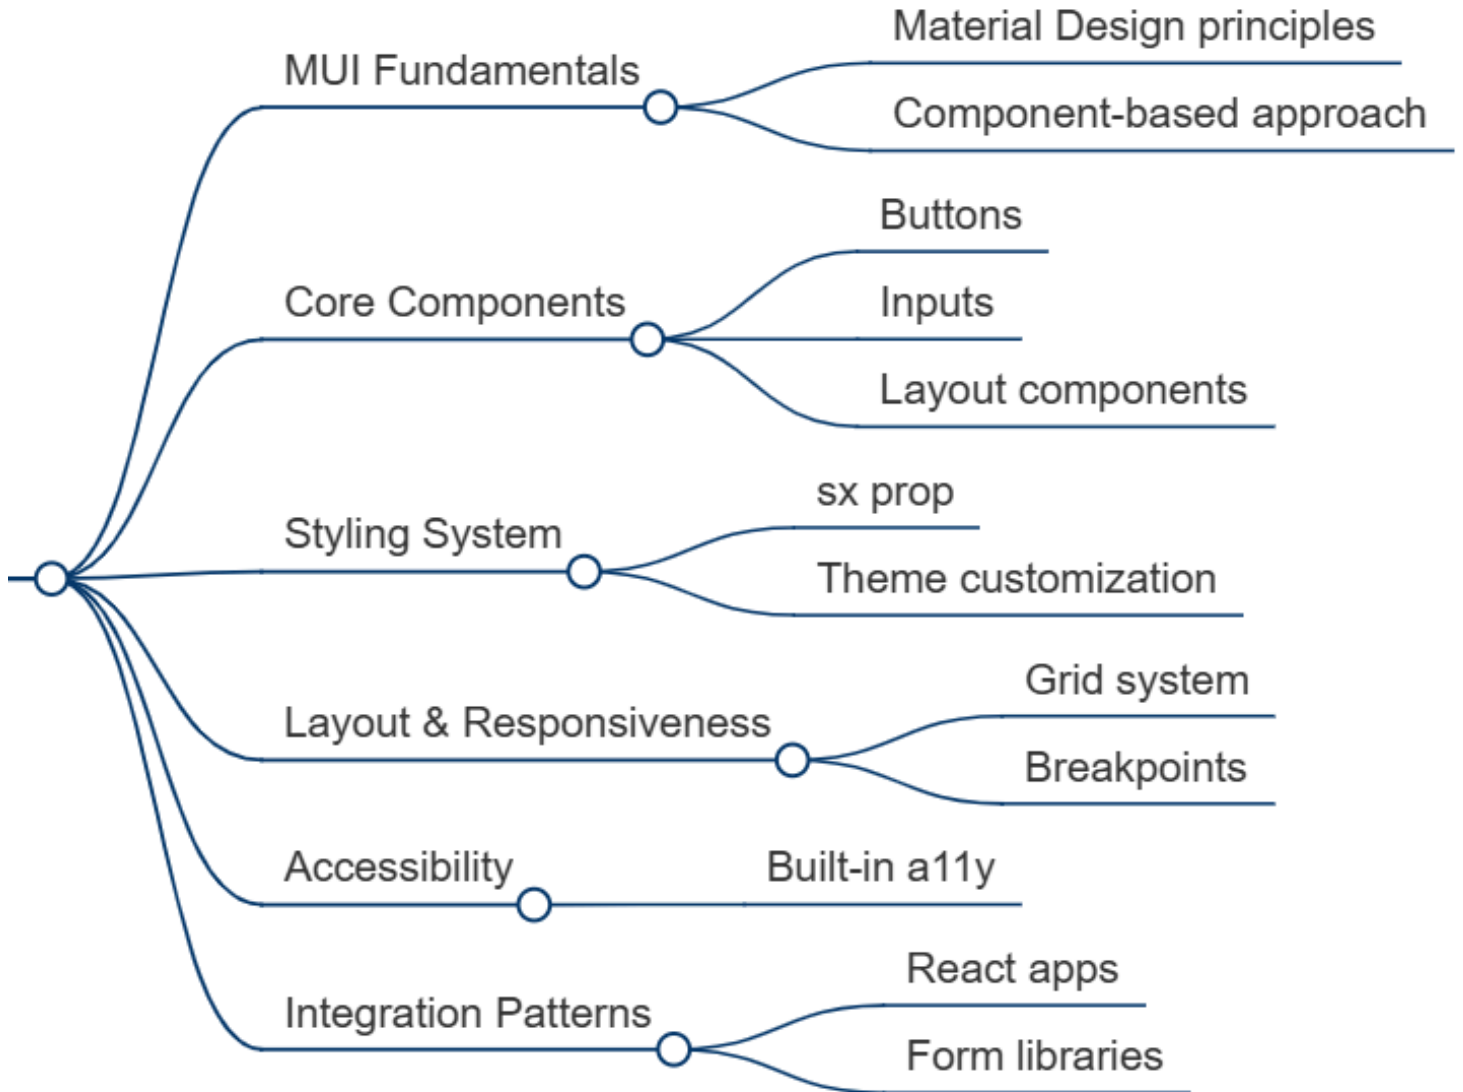 MUI Fundamentals
Material Design principles
Component-based approach
Core Components
Buttons
Inputs
Layout components
Styling System
sx prop
Theme customization
Layout & Responsiveness
Grid system
Breakpoints
Accessibility
Built-in a11y
Integration Patterns
React apps
Form libraries